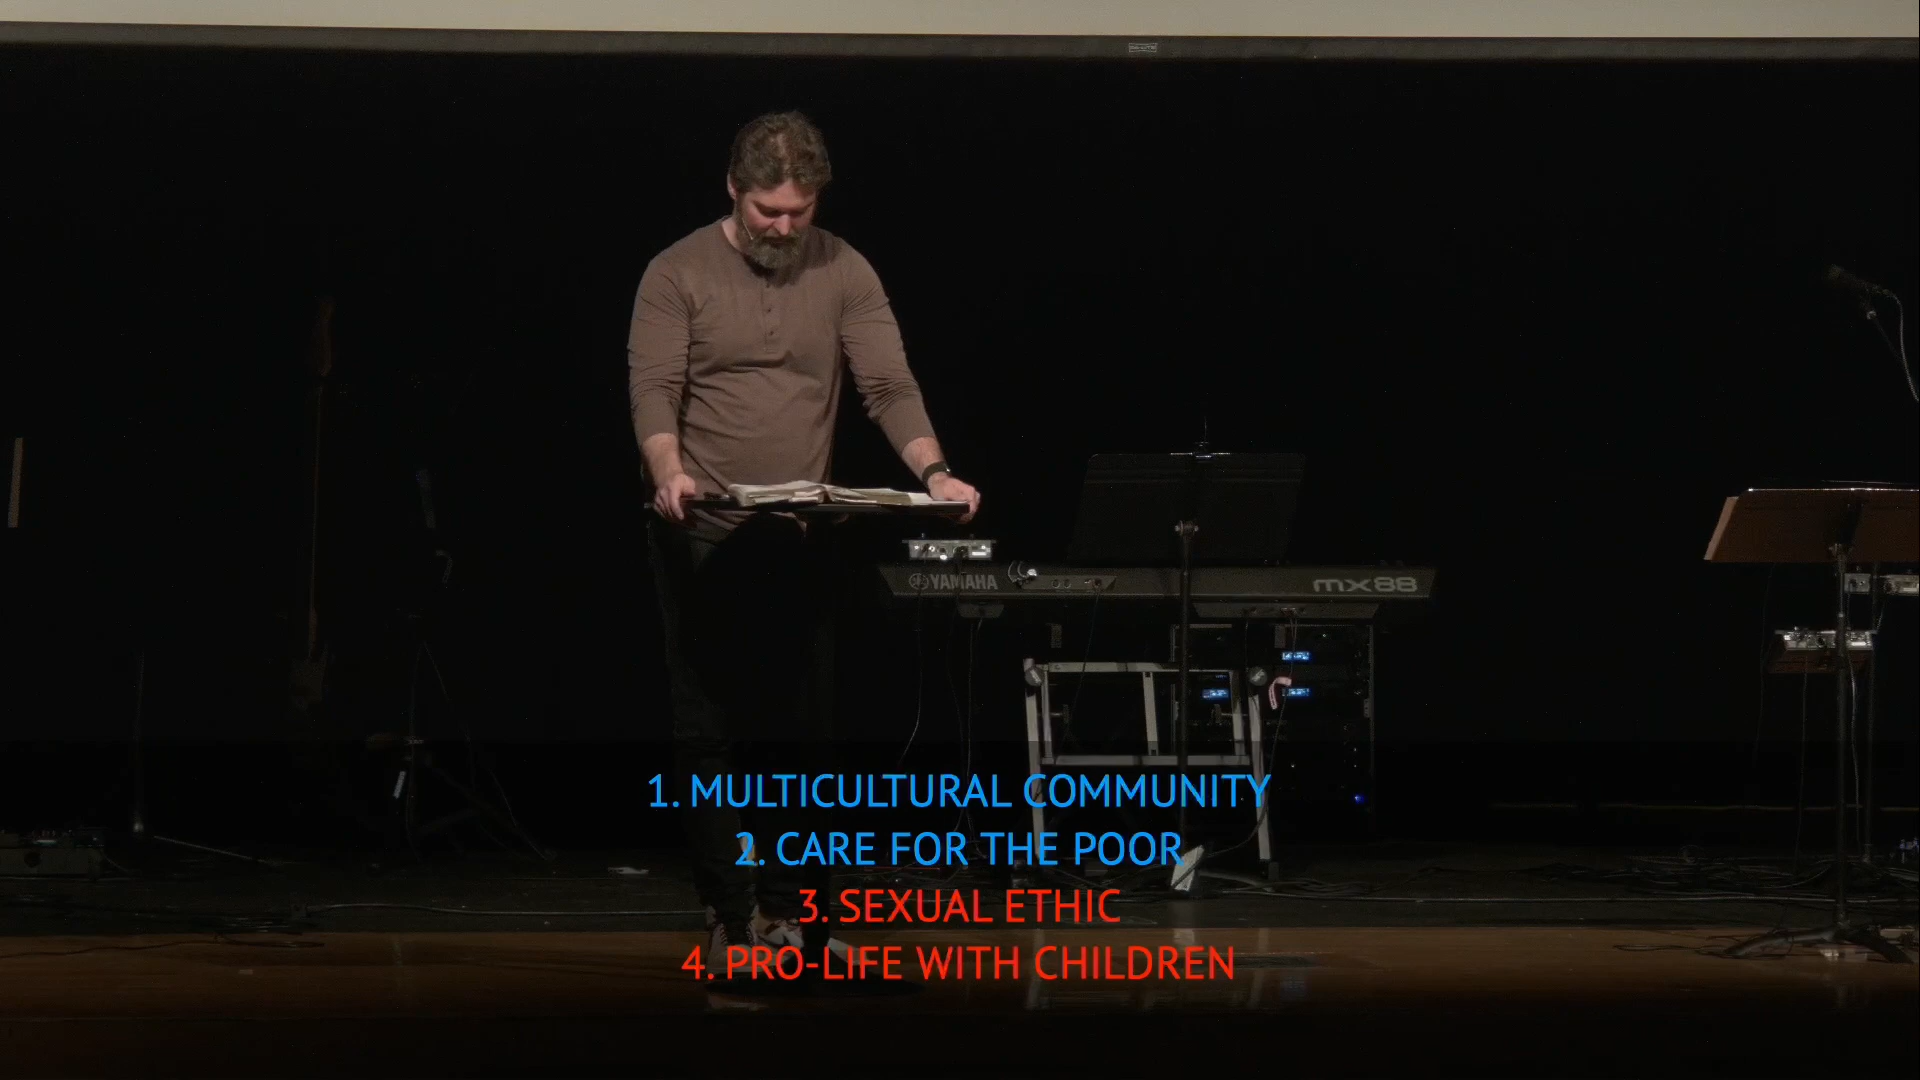 YAMAHA
mx88
1. MULTICULTURAL COMMUNITY
2. CARE FOR THE POOR
3. SEXUAL ETHIC
4. PRO-LIFE WITH CHILDREN